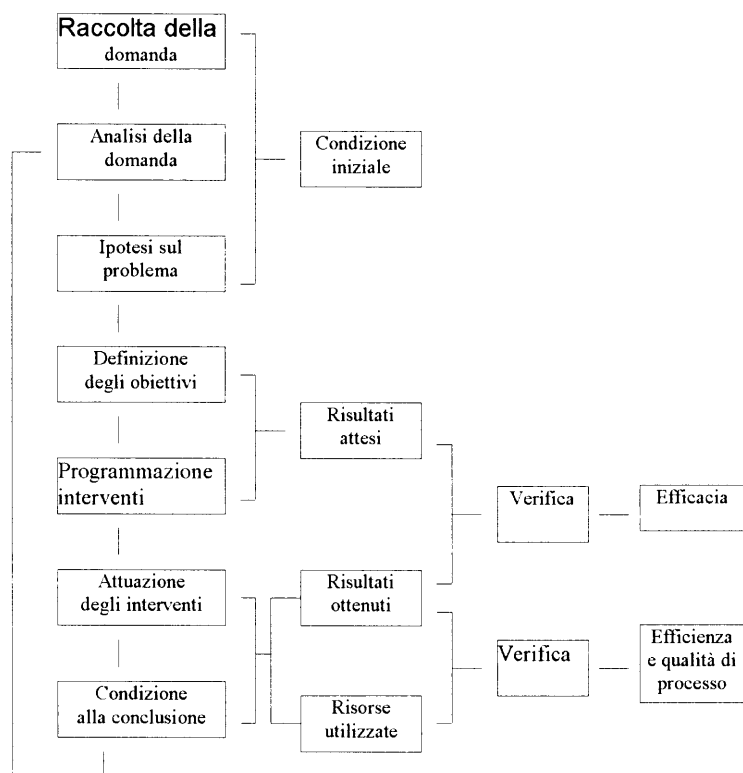 Raccolta della
domanda
Analisi della
domanda
Condizione
iniziale
Ipotesi sul
problema
Definizione
degli obiettivi
Risultati
attesi
Programmazione
interventi
Verifica
Efficacia
Attuazione
degli interventi
Risultati
ottenuti
Verifica
Efficienza
e qualità di
processo
Condizione
alla conclusione
Risorse
utilizzate